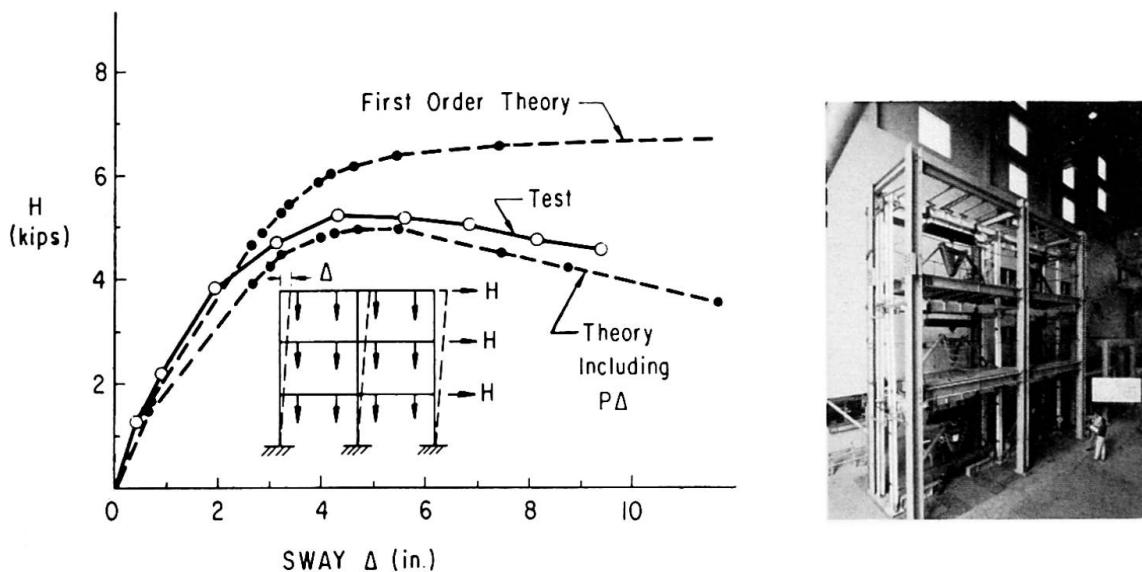 8
6
4
2
H
(kips)
First Order Theory
Test
Theory
Including
PΔ
Δ
H
H
H
0
2
4
6
8
10
SWAY Δ (in.)